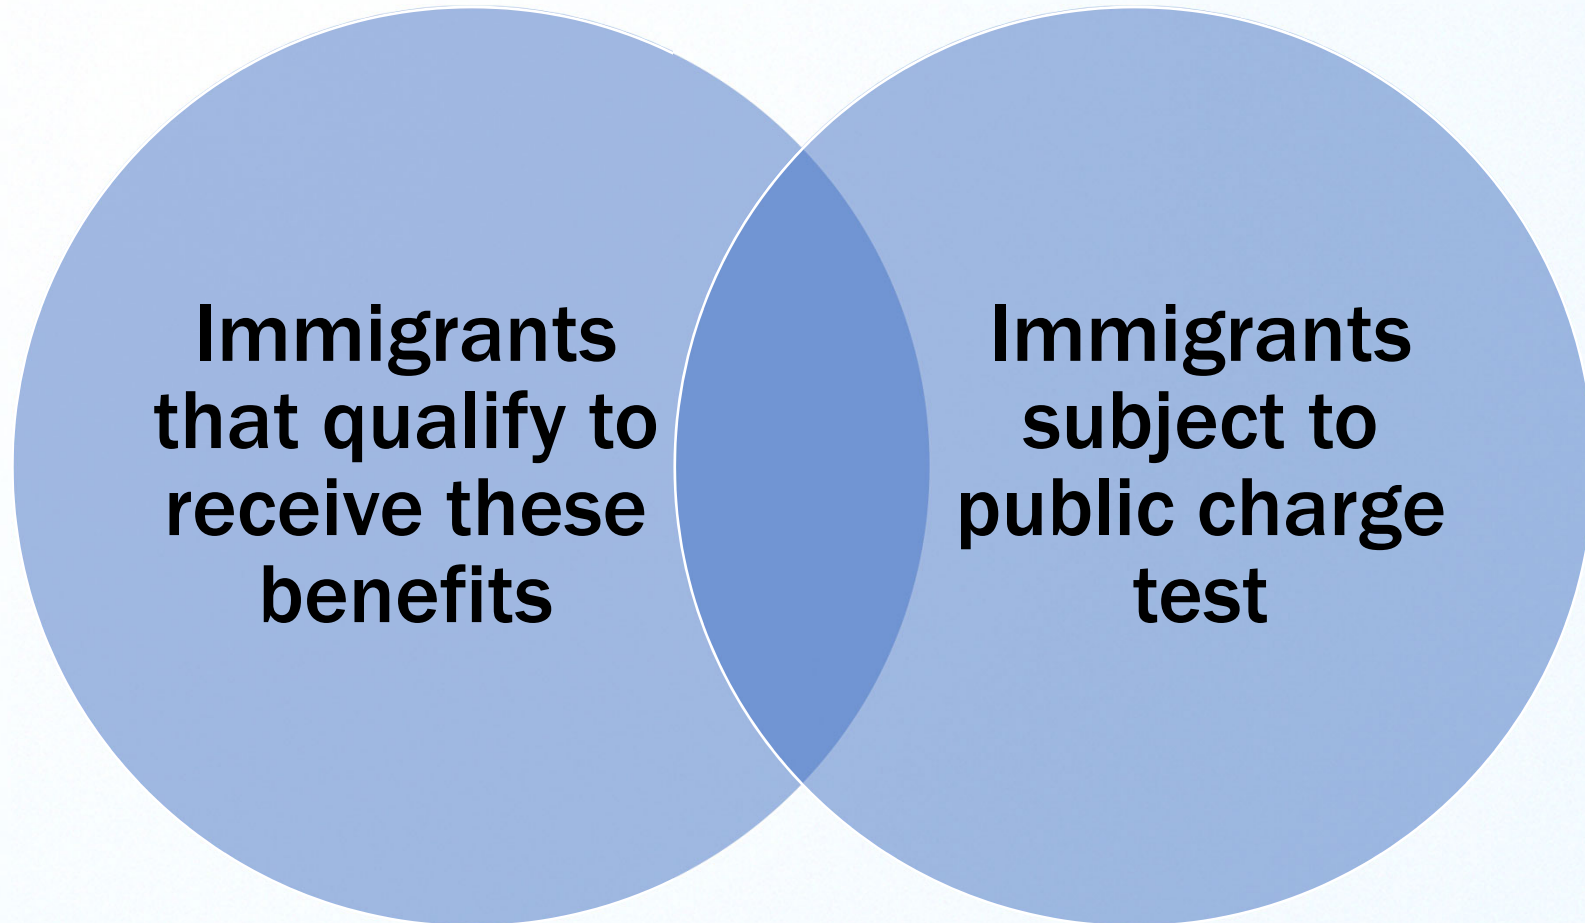 Immigrants
that qualify to
receive these
benefits
Immigrants
subject to
public charge
test